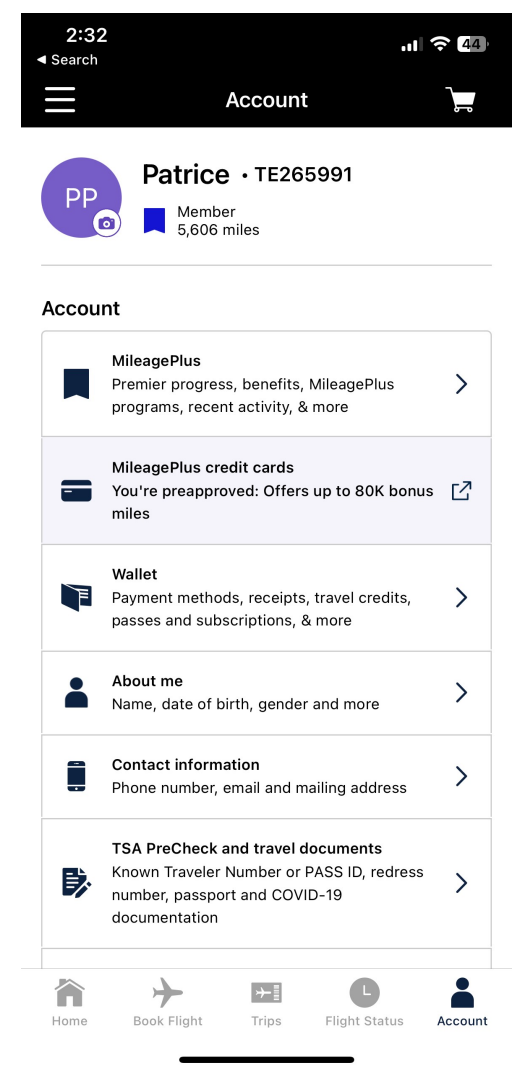 2:32
44
◀ Search
Account
PP
Patrice • TE265991
Member
5,606 miles
Account
MileagePlus
Premier progress, benefits, MileagePlus
programs, recent activity, & more
MileagePlus credit cards
You're preapproved: Offers up to 80K bonus
miles
Wallet
Payment methods, receipts, travel credits,
passes and subscriptions, & more
About me
Name, date of birth, gender and more
Contact information
Phone number, email and mailing address
TSA PreCheck and travel documents
Known Traveler Number or PASS ID, redress
number, passport and COVID-19
documentation
Home
Book Flight
Trips
Flight Status
Account